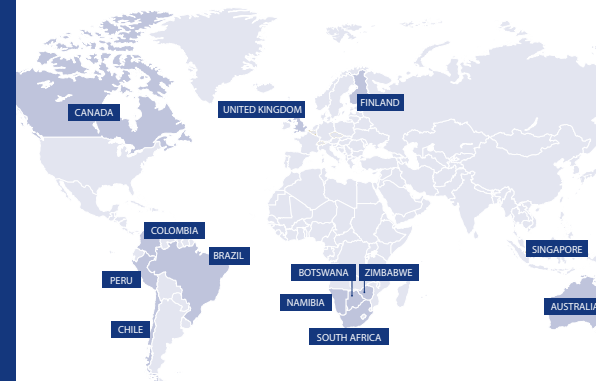 CANADA
UNITED KINGDOM
FINLAND
COLOMBIA
BRAZIL
SINGAPORE
PERU
BOTSWANA
ZIMBABWE
NAMIBIA
AUSTRALIA
CHILE
SOUTH AFRICA